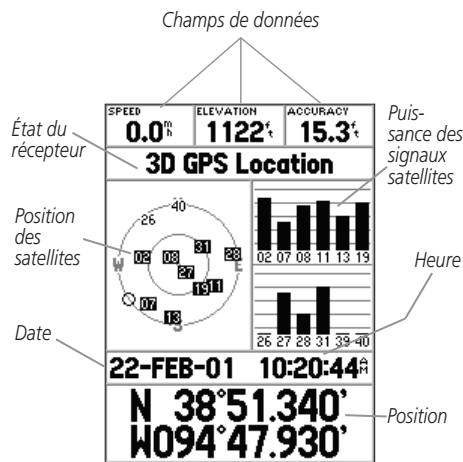 Champs de données
SPEED ELEVATION ACCURACY
0.0 m/h 1122 ft 15.3 ft
État du
récepteur
3D GPS Location
Puis-
sance des
signaux
satellites
Position
des
satellites
40
26
31
02 08 28
W 27 E
19 11
07
13
S
02 07 08 11 13 19
26 27 28 31 39 40
Heure
Date
22-FEB-01 10:20:44 AM
N 38°51.340'
W094°47.930'
Position